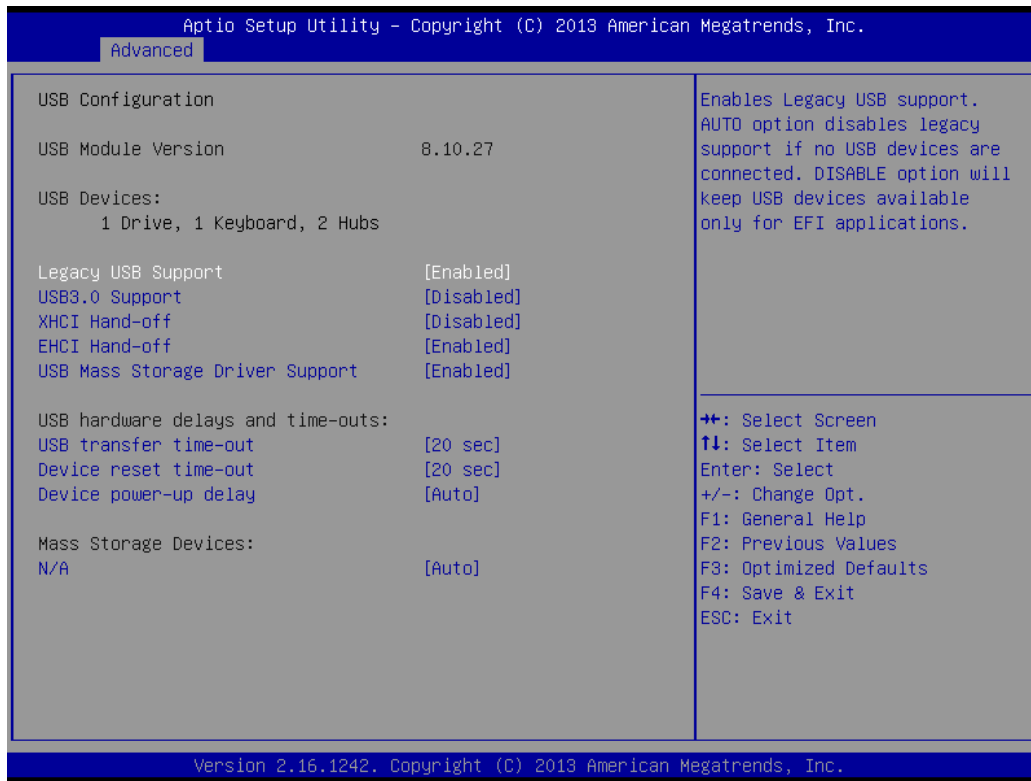 Aptio Setup Utility – Copyright (C) 2013 American Megatrends, Inc.
Advanced
USB Configuration
USB Module Version 8.10.27
USB Devices:
1 Drive, 1 Keyboard, 2 Hubs
Legacy USB Support [Enabled]
USB3.0 Support [Disabled]
XHCI Hand-off [Disabled]
EHCI Hand-off [Enabled]
USB Mass Storage Driver Support [Enabled]
USB hardware delays and time-outs:
USB transfer time-out [20 sec]
Device reset time-out [20 sec]
Device power-up delay [Auto]
Mass Storage Devices:
N/A [Auto]
Enables Legacy USB support.
AUTO option disables legacy
support if no USB devices are
connected. DISABLE option will
keep USB devices available
only for EFI applications.
→←: Select Screen
↑↓: Select Item
Enter: Select
+/-: Change Opt.
F1: General Help
F2: Previous Values
F3: Optimized Defaults
F4: Save & Exit
ESC: Exit
Version 2.16.1242. Copyright (C) 2013 American Megatrends, Inc.